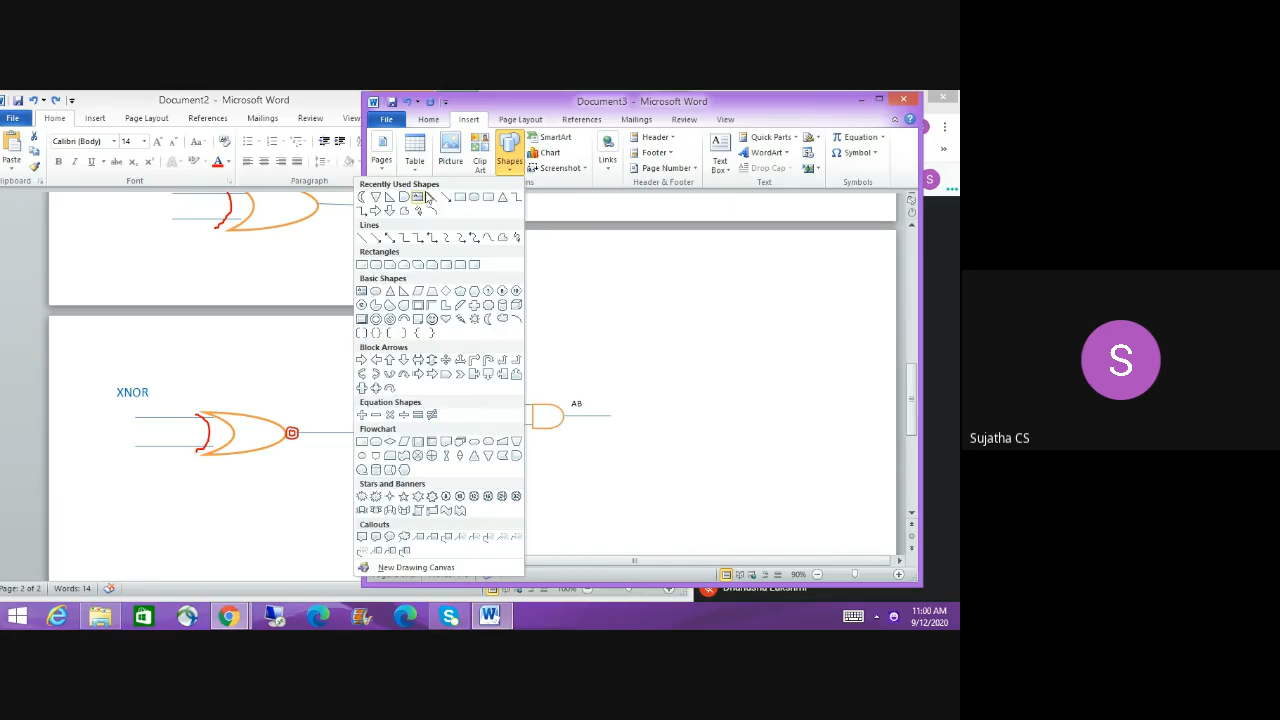 Document2 - Microsoft Word
File Home Insert Page Layout References Mailings Review
Paste
Calibri (Body) 14
Clipboard Font Paragraph
XNOR
Page: 2 of 2 Words: 14
Document3 - Microsoft Word
File Home Insert Page Layout References Mailings Review View
Pages Table Picture Clip Art Shapes
SmartArt
Chart
Screenshot
Links
Header
Footer
Page Number
Text Box
Quick Parts
WordArt
Drop Cap
Equation
Symbol
Header & Footer Text Symbols
Recently Used Shapes
Lines
Rectangles
Basic Shapes
Block Arrows
Equation Shapes
Flowchart
Stars and Banners
Callouts
New Drawing Canvas
AB
90%
100%
11:00 AM
9/12/2020
S
Sujatha CS